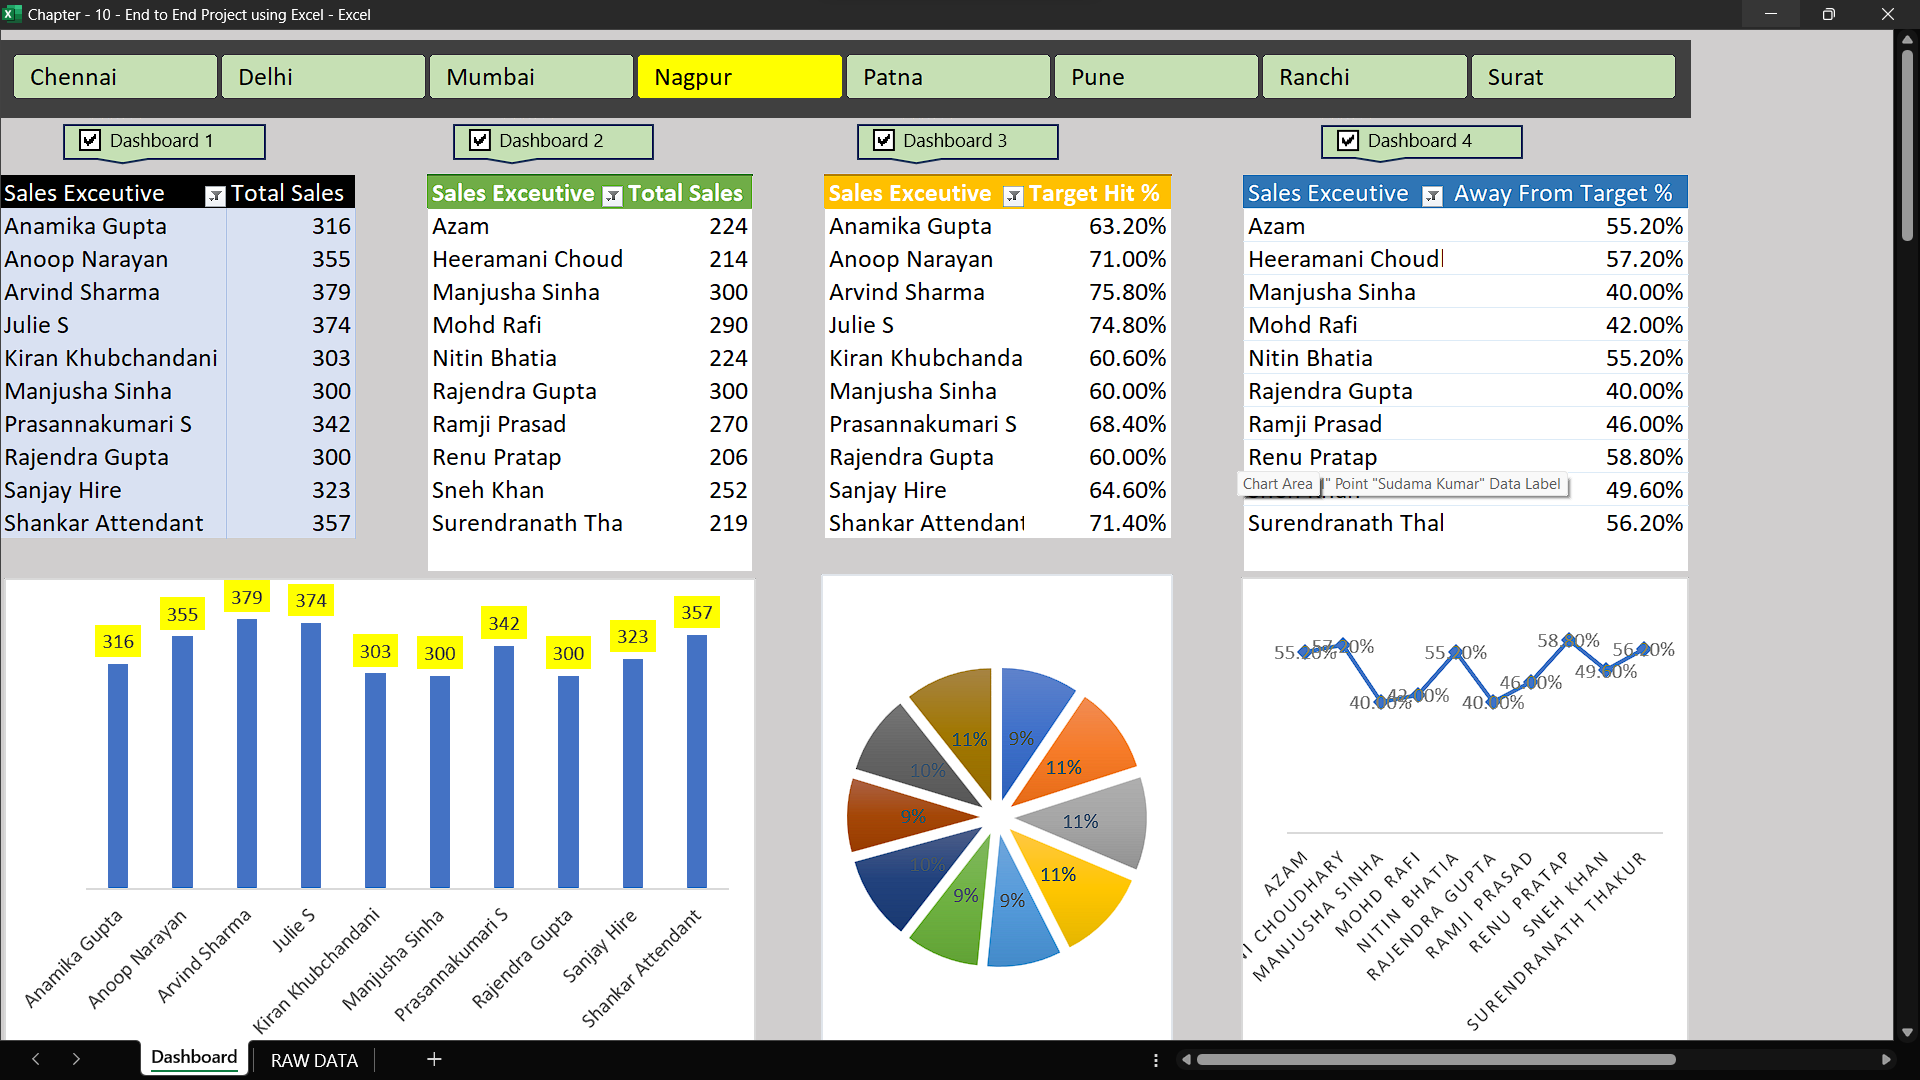 Chapter - 10 - End to End Project using Excel - Excel
Chennai Delhi Mumbai Nagpur Patna Pune Ranchi Surat
Dashboard 1 Dashboard 2 Dashboard 3 Dashboard 4
Sales Exceutive Total Sales
Anamika Gupta 316
Anoop Narayan 355
Arvind Sharma 379
Julie S 374
Kiran Khubchandani 303
Manjusha Sinha 300
Prasannakumari S 342
Rajendra Gupta 300
Sanjay Hire 323
Shankar Attendant 357
Sales Exceutive Total Sales
Azam 224
Heeramani Choud 214
Manjusha Sinha 300
Mohd Rafi 290
Nitin Bhatia 224
Rajendra Gupta 300
Ramji Prasad 270
Renu Pratap 206
Sneh Khan 252
Surendranath Tha 219
Sales Exceutive Target Hit %
Anamika Gupta 63.20%
Anoop Narayan 71.00%
Arvind Sharma 75.80%
Julie S 74.80%
Kiran Khubchanda 60.60%
Manjusha Sinha 60.00%
Prasannakumari S 68.40%
Rajendra Gupta 60.00%
Sanjay Hire 64.60%
Shankar Attendant 71.40%
Sales Exceutive Away From Target %
Azam 55.20%
Heeramani Choud 57.20%
Manjusha Sinha 40.00%
Mohd Rafi 42.00%
Nitin Bhatia 55.20%
Rajendra Gupta 40.00%
Ramji Prasad 46.00%
Renu Pratap 58.80%
49.60%
Surendranath Thal 56.20%
Chart Area
" Point "Sudama Kumar" Data Label
316 355 379 374 303 300 342 300 323 357
Anamika Gupta
Anoop Narayan
Arvind Sharma
Julie S
Kiran Khubchandani
Manjusha Sinha
Prasannakumari S
Rajendra Gupta
Sanjay Hire
Shankar Attendant
9%
11%
11%
11%
9%
9%
10%
9%
10%
11%
55.20% 57.20% 40.00% 42.00% 55.20% 40.00% 46.00% 58.80% 49.60% 56.20%
AZAM
NI CHOUDHARY
MANJUSHA SINHA
MOHD RAFI
NITIN BHATIA
RAJENDRA GUPTA
RAMJI PRASAD
RENU PRATAP
SNEH KHAN
SURENDRANATH THAKUR
Dashboard RAW DATA